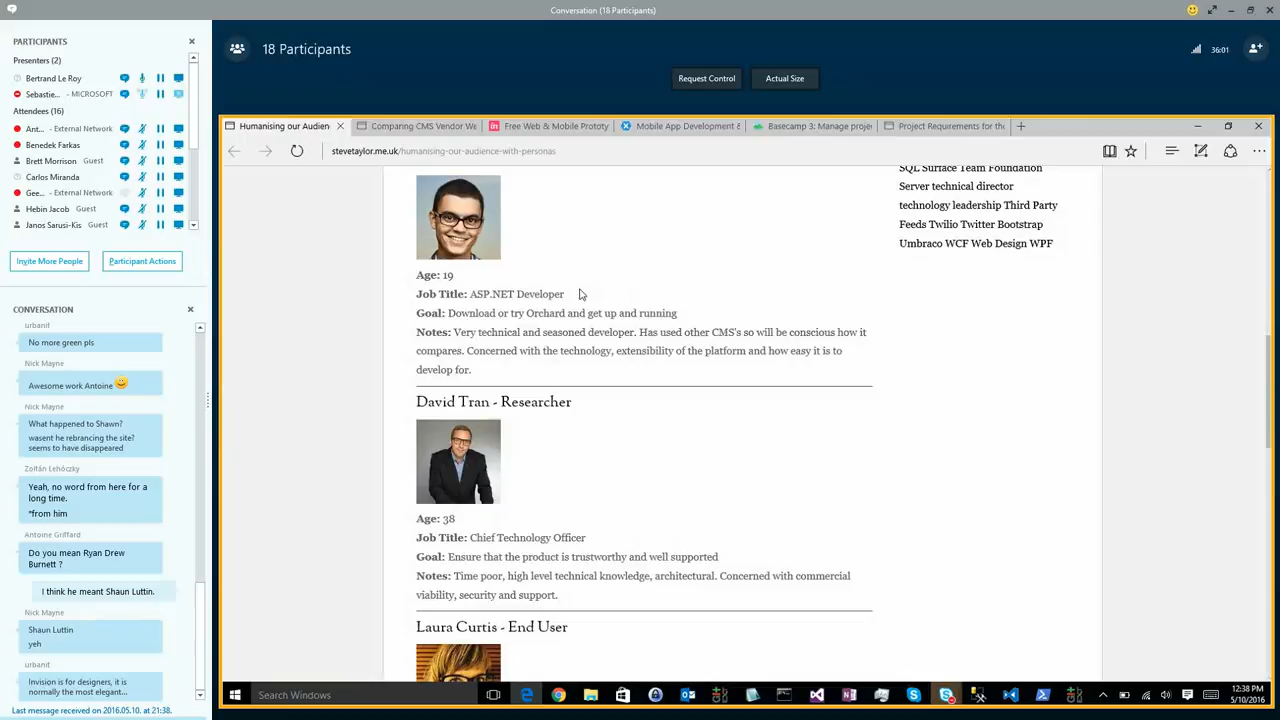 Conversation (18 Participants)
PARTICIPANTS
Presenters (2)
Bertrand Le Roy
Sebastie... - MICROSOFT
Attendees (16)
Ant... - External Network
Benedek Farkas
Brett Morrison Guest
Carlos Miranda
Gee... - External Network
Hebin Jacob Guest
Janos Sarusi-Kis Guest
Invite More People
Participant Actions
CONVERSATION
urbanit
No more green pls
Nick Mayne
Awesome work Antoine
Nick Mayne
What happened to Shawn?
wasent he rebrancing the site?
seems to have disappeared
Zoltán Lehóczky
Yeah, no word from here for a
long time.
*from him
Antoine Griffard
Do you mean Ryan Drew
Burnett ?
I think he meant Shaun Luttin.
Nick Mayne
Shaun Luttin
yeh
urbanit
Invision is for designers, it is
normally the most elegant...
Last message received on 2016.05.10. at 21:38.
18 Participants
36:01
Request Control
Actual Size
Humanising our Audien
Comparing CMS Vendor We
Free Web & Mobile Prototy
Mobile App Development &
Basecamp 3: Manage proje
Project Requirements for the
stevetaylor.me.uk/humanising-our-audience-with-personas
SQL Surface Team Foundation
Server technical director
technology leadership Third Party
Feeds Twilio Twitter Bootstrap
Umbraco WCF Web Design WPF
Age: 19
Job Title: ASP.NET Developer
Goal: Download or try Orchard and get up and running
Notes: Very technical and seasoned developer. Has used other CMS's so will be conscious how it
compares. Concerned with the technology, extensibility of the platform and how easy it is to
develop for.
David Tran - Researcher
Age: 38
Job Title: Chief Technology Officer
Goal: Ensure that the product is trustworthy and well supported
Notes: Time poor, high level technical knowledge, architectural. Concerned with commercial
viability, security and support.
Laura Curtis - End User
Search Windows
12:38 PM
5/10/2016